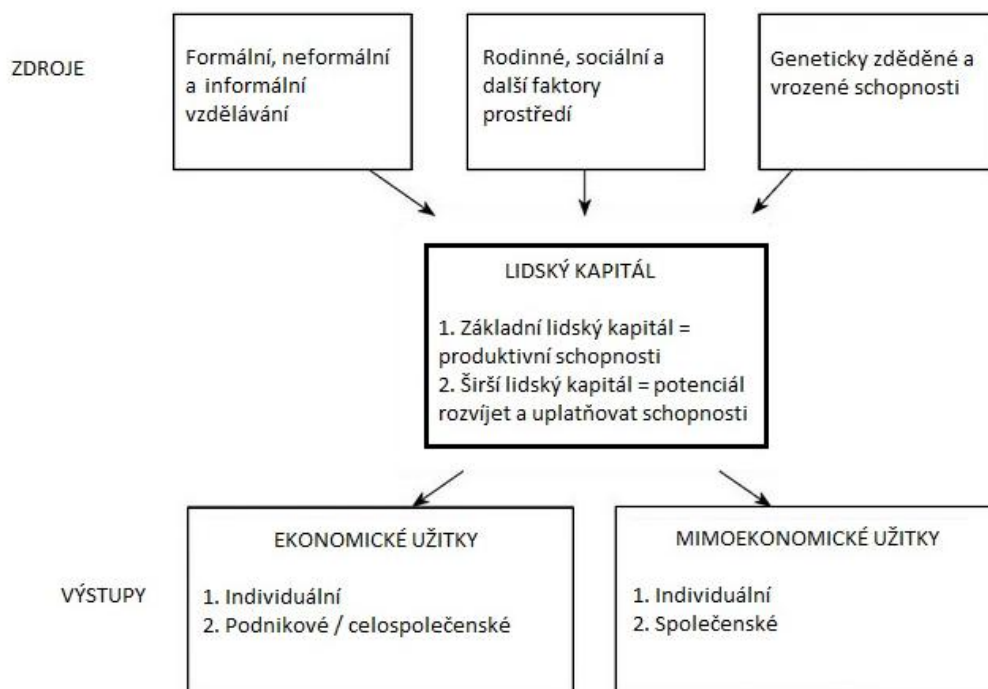 ZDROJE
Formální, neformální
a informální
vzdělávání
Rodinné, sociální a
další faktory
prostředí
Geneticky zděděné a
vrozené schopnosti
LIDSKÝ KAPITÁL
1. Základní lidský kapitál =
produktivní schopnosti
2. Širší lidský kapitál = potenciál
rozvíjet a uplatňovat schopnosti
VÝSTUPY
EKONOMICKÉ UŽITKY
1. Individuální
2. Podnikové / celospolečenské
MIMOEKONOMICKÉ UŽITKY
1. Individuální
2. Společenské